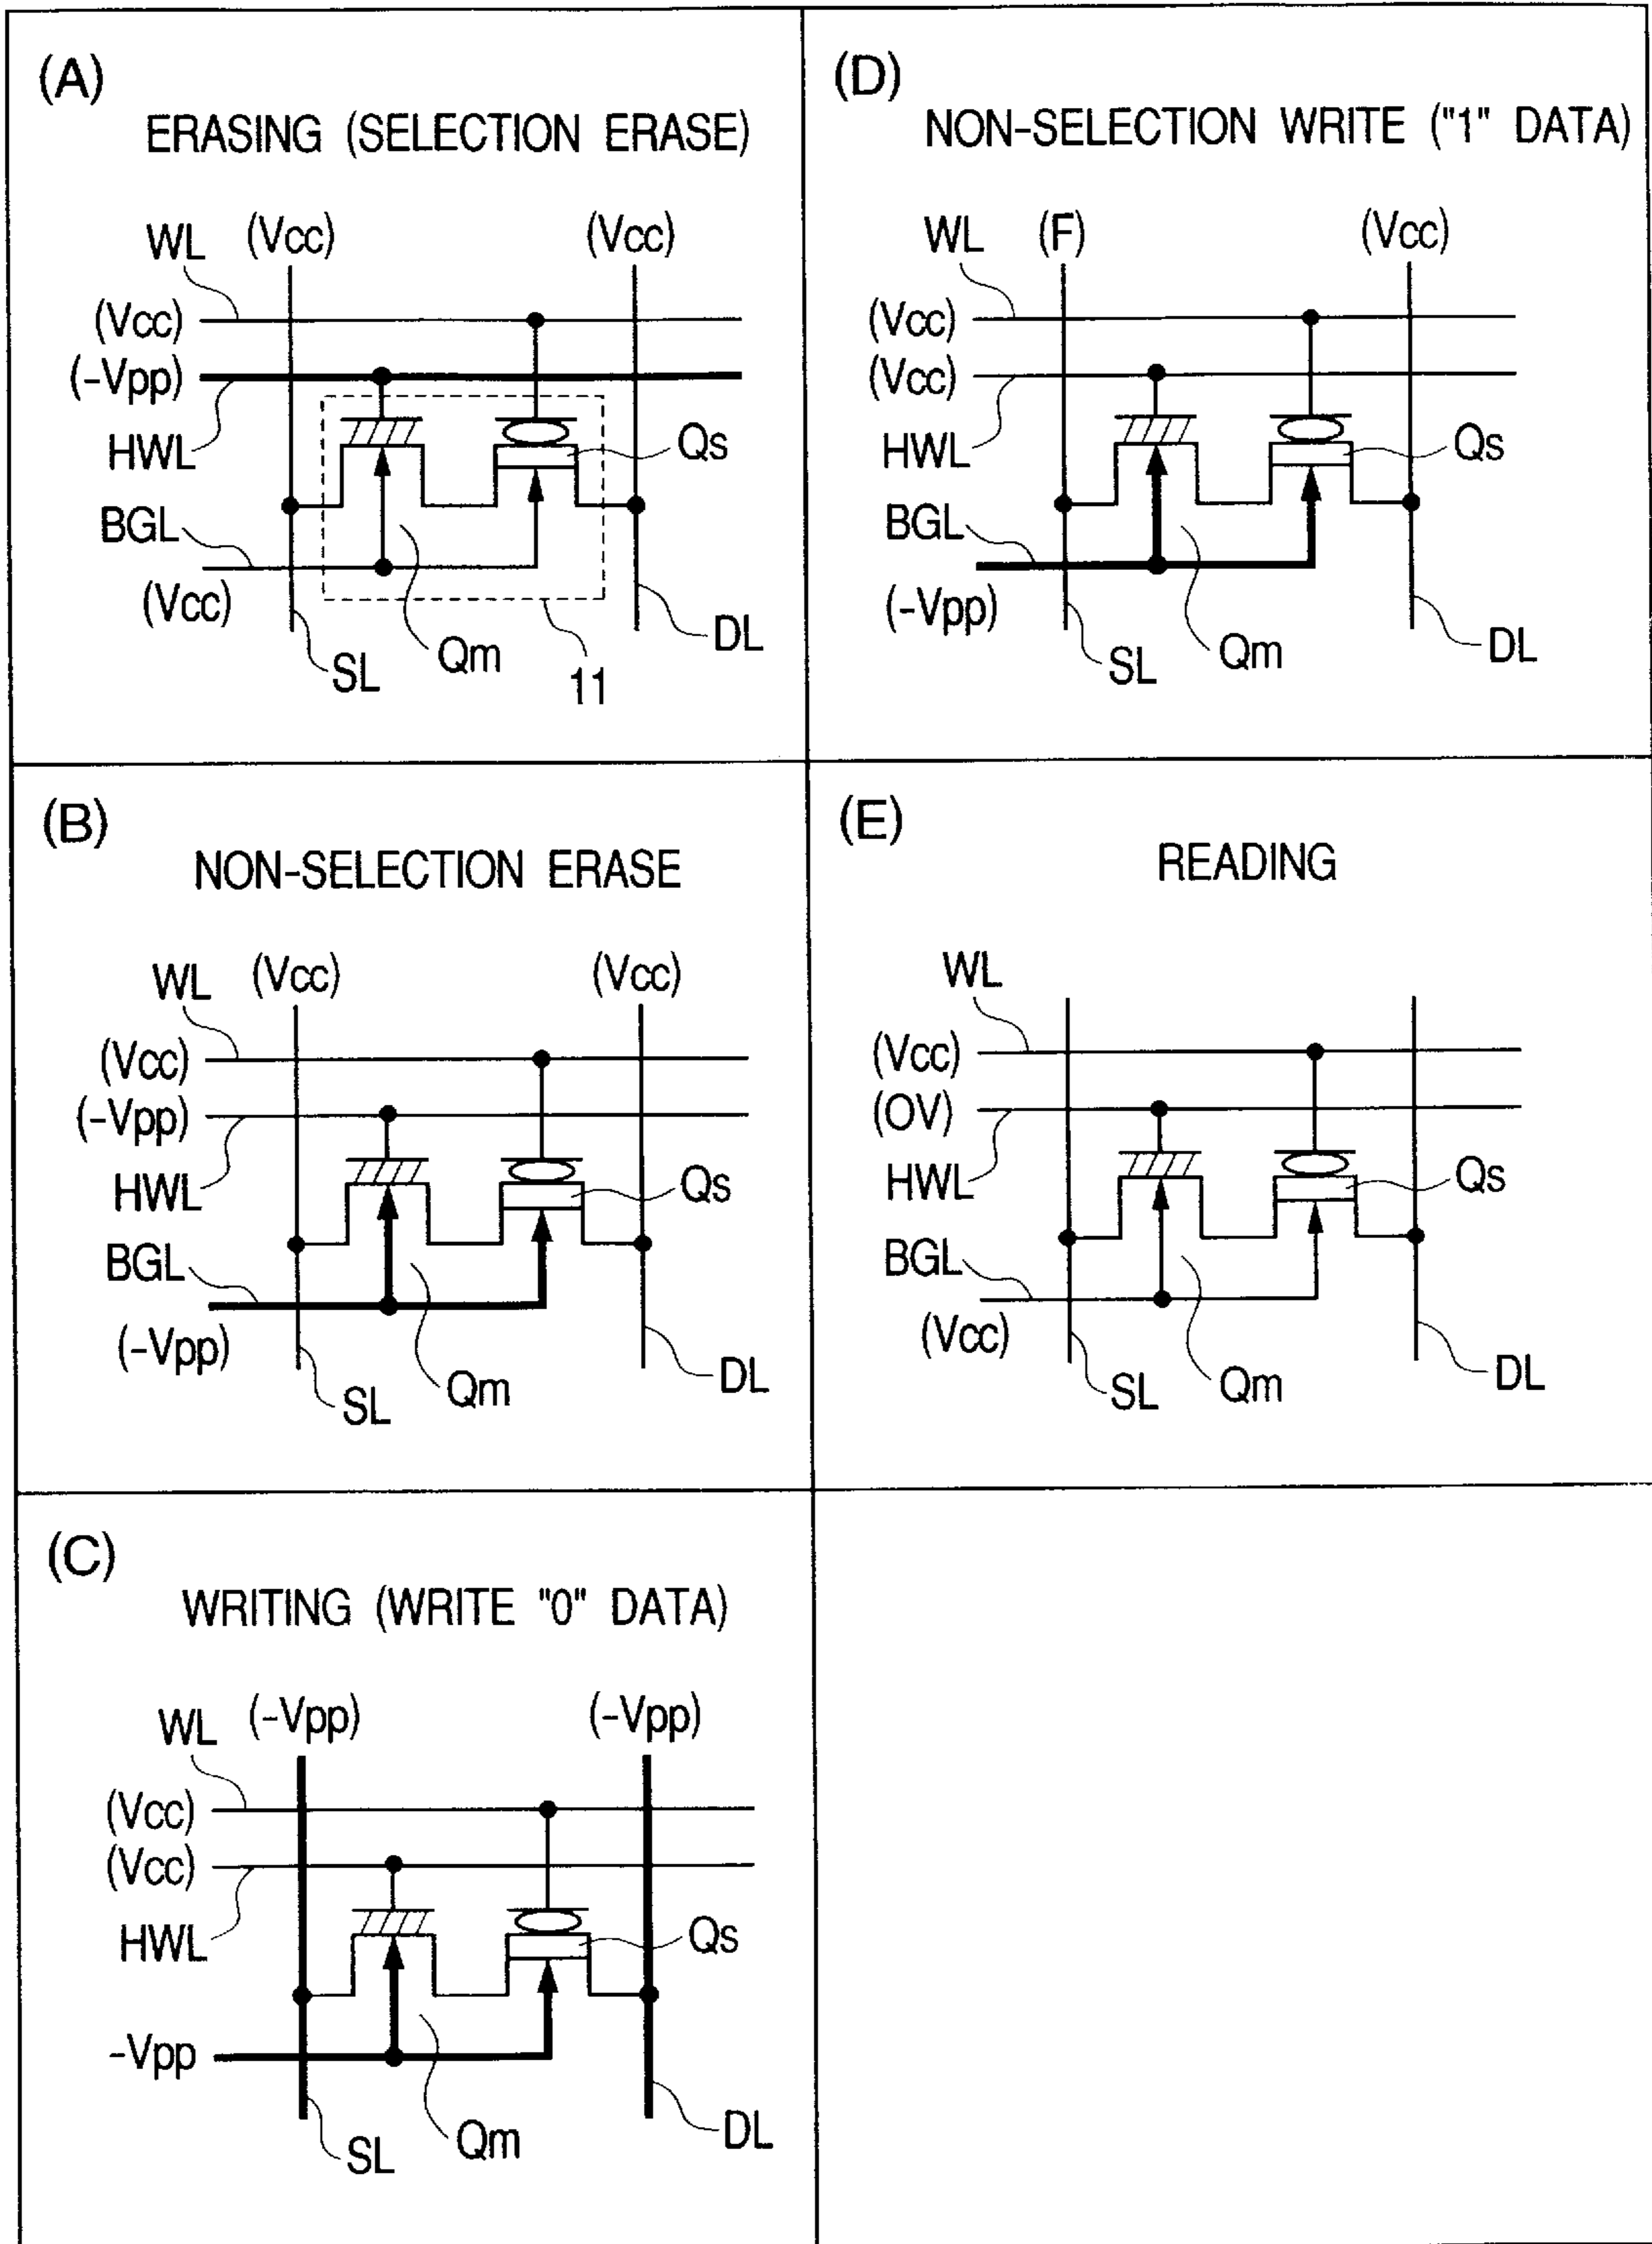 (A)
ERASING (SELECTION ERASE)
WL (Vcc) (Vcc)
(Vcc)
(-Vpp)
HWL
Qs
BGL
(Vcc)
SL
Qm
11
DL
(D)
NON-SELECTION WRITE ("1" DATA)
WL (F) (Vcc)
(Vcc)
(Vcc)
HWL
Qs
BGL
(-Vpp)
SL
Qm
DL
(B)
NON-SELECTION ERASE
WL (Vcc) (Vcc)
(Vcc)
(-Vpp)
HWL
Qs
BGL
(-Vpp)
SL
Qm
DL
(E)
READING
WL
(Vcc)
(OV)
HWL
Qs
BGL
(Vcc)
SL
Qm
DL
(C)
WRITING (WRITE "0" DATA)
WL (-Vpp) (-Vpp)
(Vcc)
(Vcc)
HWL
Qs
-Vpp
SL
Qm
DL